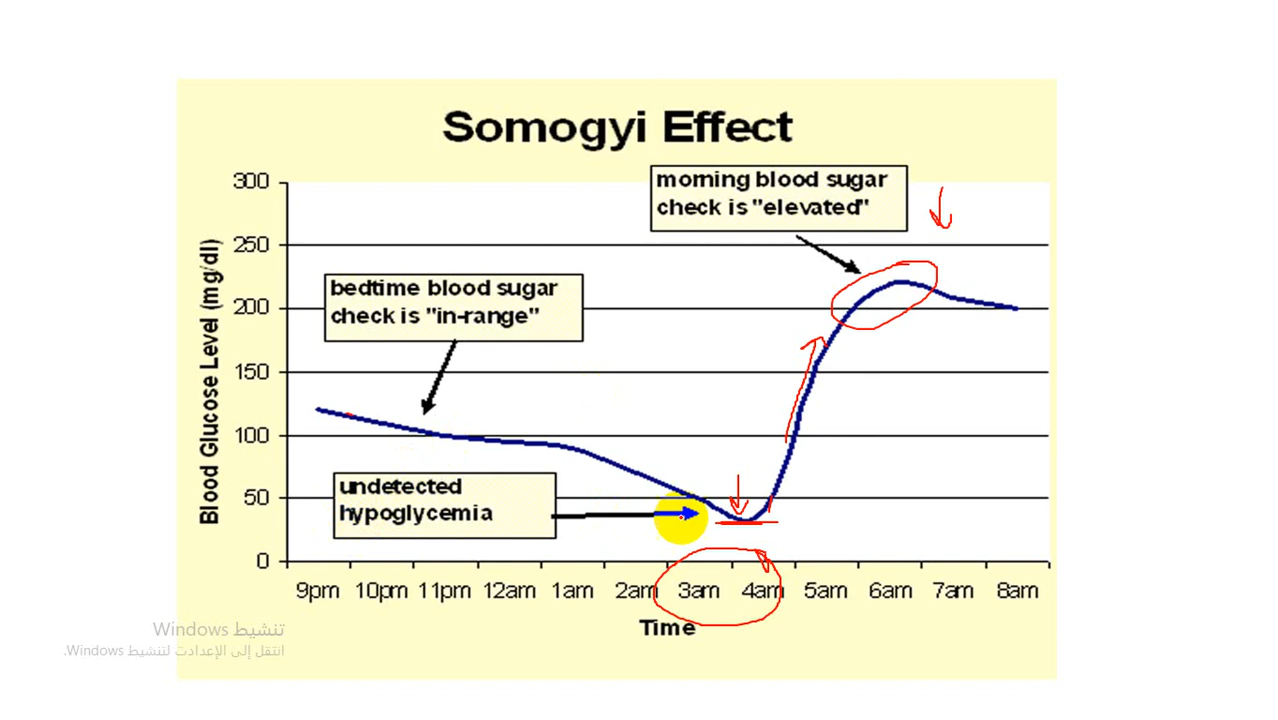 Somogyi Effect
morning blood sugar
check is "elevated"
bedtime blood sugar
check is "in-range"
undetected
hypoglycemia
Blood Glucose Level (mg/dl)
300
250
200
150
100
50
0
9pm 10pm 11pm 12am 1am 2am 3am 4am 5am 6am 7am 8am
Time
تنشيط Windows
انتقل إلى الإعدادت لتنشيط Windows.